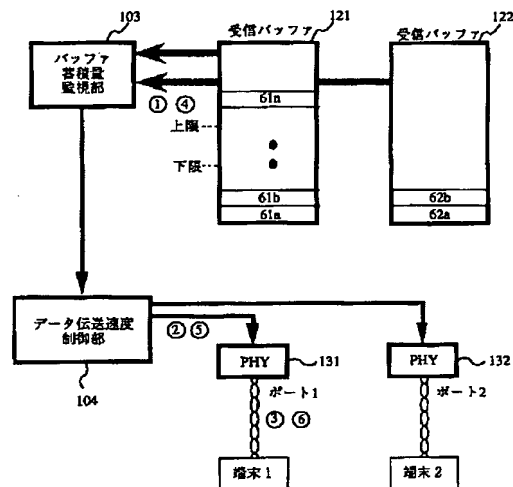 103
121
122
受信バッファ
受信バッファ
バッファ
蓄積量
監視部
① ④
61n
上限
下限
61b
61a
62b
62a
データ伝送速度
制御部
104
② ⑤
PHY
131
PHY
132
ポート1
ポート2
③ ⑥
端末1
端末2